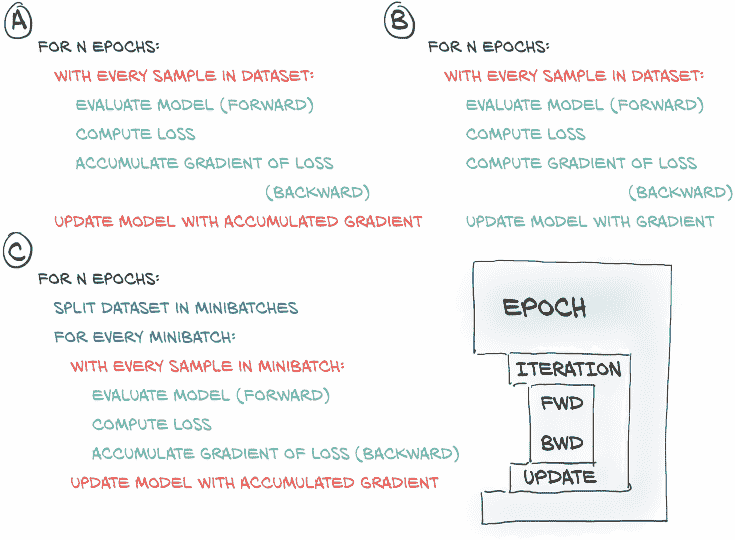 A
FOR N EPOCHS:
WITH EVERY SAMPLE IN DATASET:
EVALUATE MODEL (FORWARD)
COMPUTE LOSS
ACCUMULATE GRADIENT OF LOSS
(BACKWARD)
UPDATE MODEL WITH ACCUMULATED GRADIENT
B
FOR N EPOCHS:
WITH EVERY SAMPLE IN DATASET:
EVALUATE MODEL (FORWARD)
COMPUTE LOSS
COMPUTE GRADIENT OF LOSS
(BACKWARD)
UPDATE MODEL WITH GRADIENT
C
FOR N EPOCHS:
SPLIT DATASET IN MINIBATCHES
FOR EVERY MINIBATCH:
WITH EVERY SAMPLE IN MINIBATCH:
EVALUATE MODEL (FORWARD)
COMPUTE LOSS
ACCUMULATE GRADIENT OF LOSS (BACKWARD)
UPDATE MODEL WITH ACCUMULATED GRADIENT
EPOCH
ITERATION
FWD
BWD
UPDATE